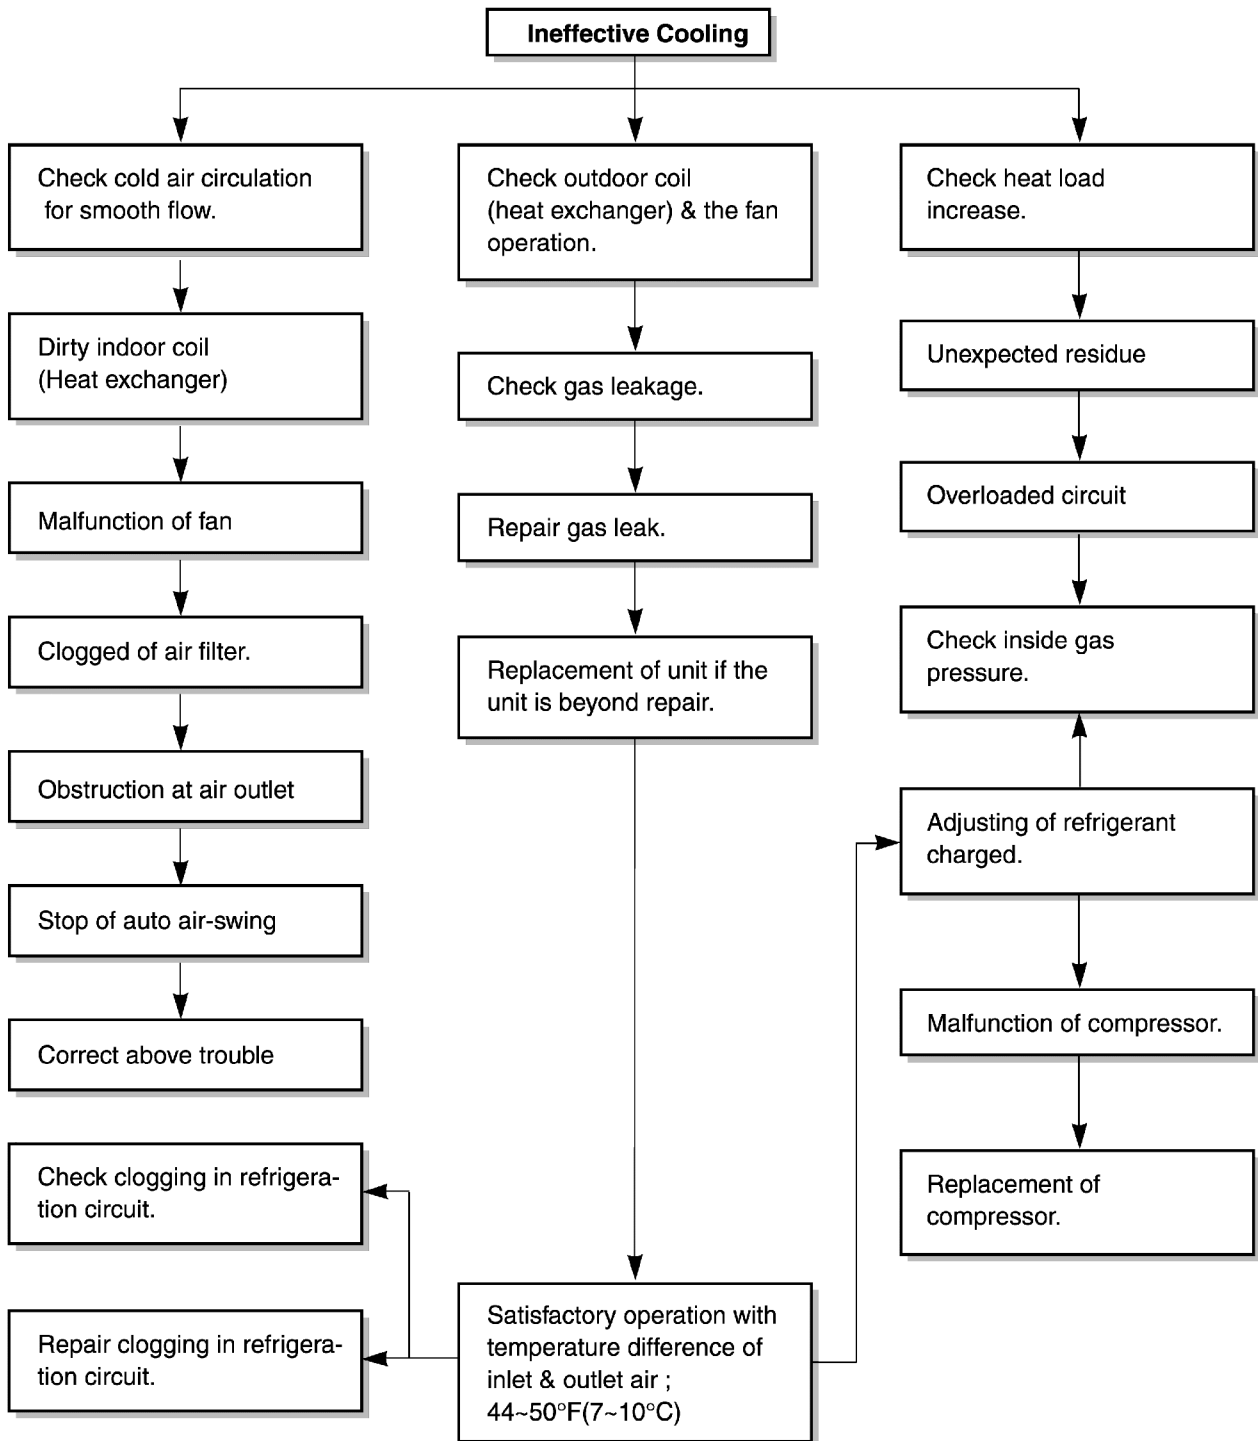 Ineffective Cooling
Check cold air circulation
for smooth flow.
Dirty indoor coil
(Heat exchanger)
Malfunction of fan
Clogged of air filter.
Obstruction at air outlet
Stop of auto air-swing
Correct above trouble
Check clogging in refrigera-
tion circuit.
Repair clogging in refrigera-
tion circuit.
Check outdoor coil
(heat exchanger) & the fan
operation.
Check gas leakage.
Repair gas leak.
Replacement of unit if the
unit is beyond repair.
Satisfactory operation with
temperature difference of
inlet & outlet air ;
44~50°F(7~10°C)
Check heat load
increase.
Unexpected residue
Overloaded circuit
Check inside gas
pressure.
Adjusting of refrigerant
charged.
Malfunction of compressor.
Replacement of
compressor.